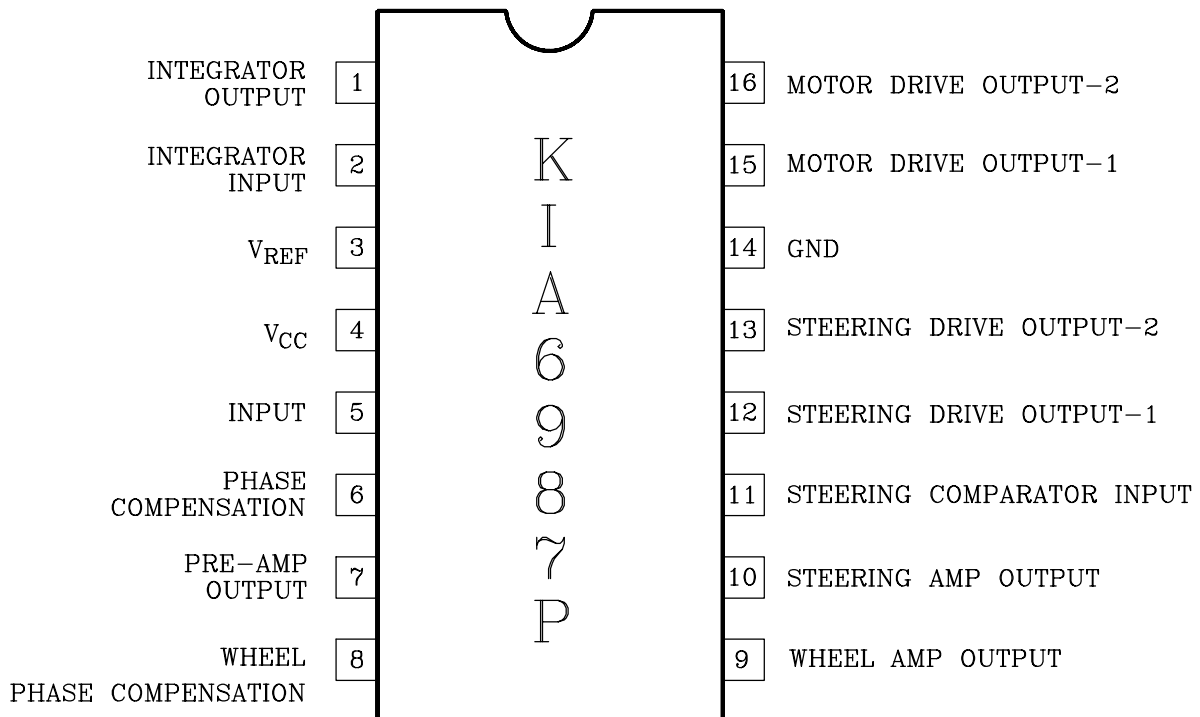 INTEGRATOR
OUTPUT
1
INTEGRATOR
INPUT
2
VREF
3
VCC
4
INPUT
5
PHASE
COMPENSATION
6
PRE-AMP
OUTPUT
7
WHEEL
PHASE COMPENSATION
8
K
I
A
6
9
8
7
P
16 MOTOR DRIVE OUTPUT-2
15 MOTOR DRIVE OUTPUT-1
14 GND
13 STEERING DRIVE OUTPUT-2
12 STEERING DRIVE OUTPUT-1
11 STEERING COMPARATOR INPUT
10 STEERING AMP OUTPUT
9 WHEEL AMP OUTPUT